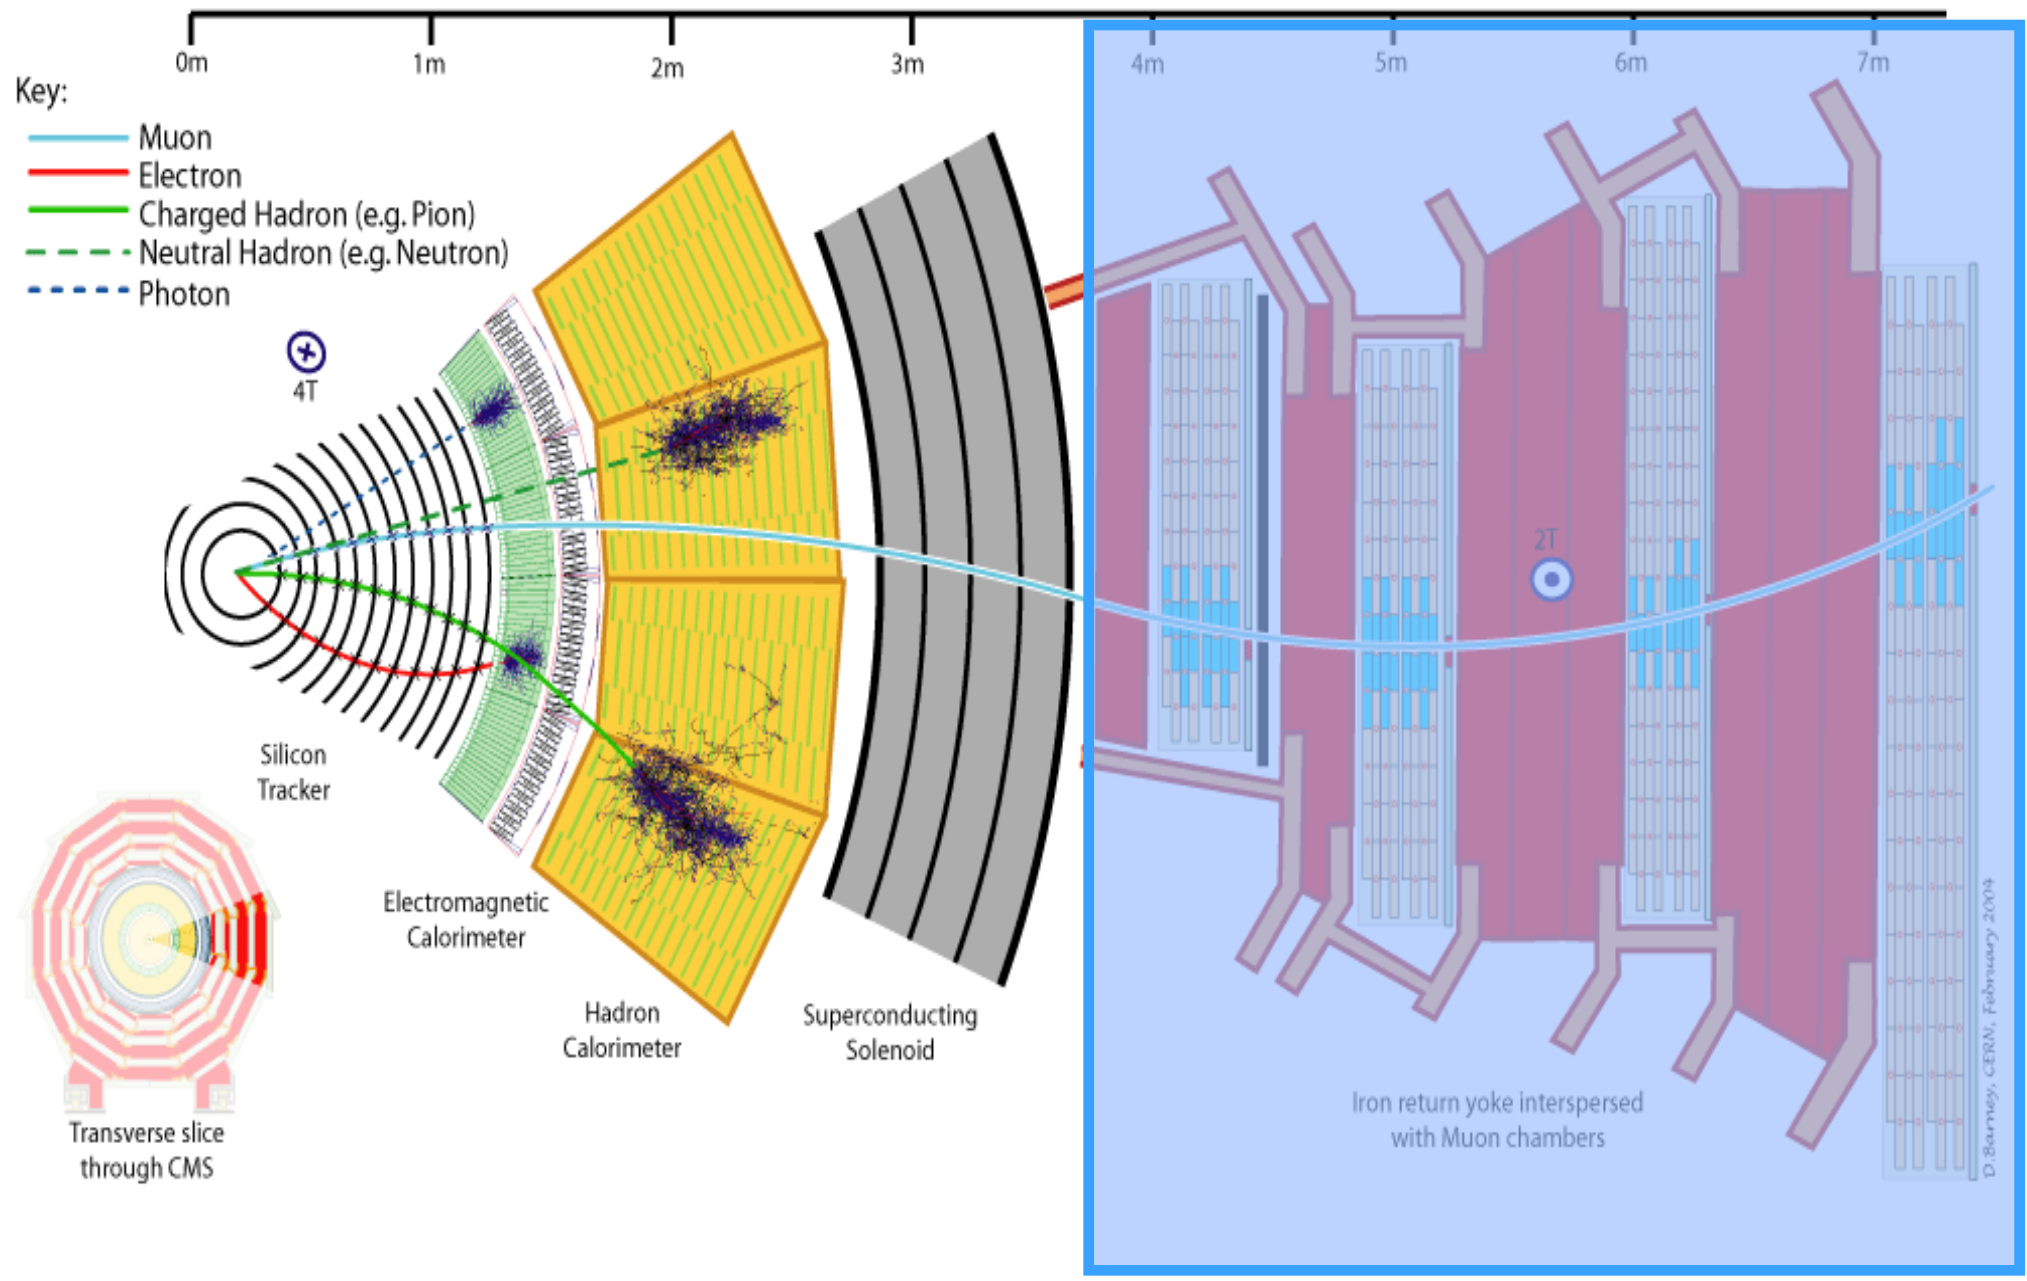 0m
1m
2m
3m
4m
5m
6m
7m
Key:
Muon
Electron
Charged Hadron (e.g. Pion)
Neutral Hadron (e.g. Neutron)
Photon
4T
2T
Silicon
Tracker
Electromagnetic
Calorimeter
Hadron
Calorimeter
Superconducting
Solenoid
Iron return yoke interspersed
with Muon chambers
Transverse slice
through CMS
D.Barney, CERN, February 2004